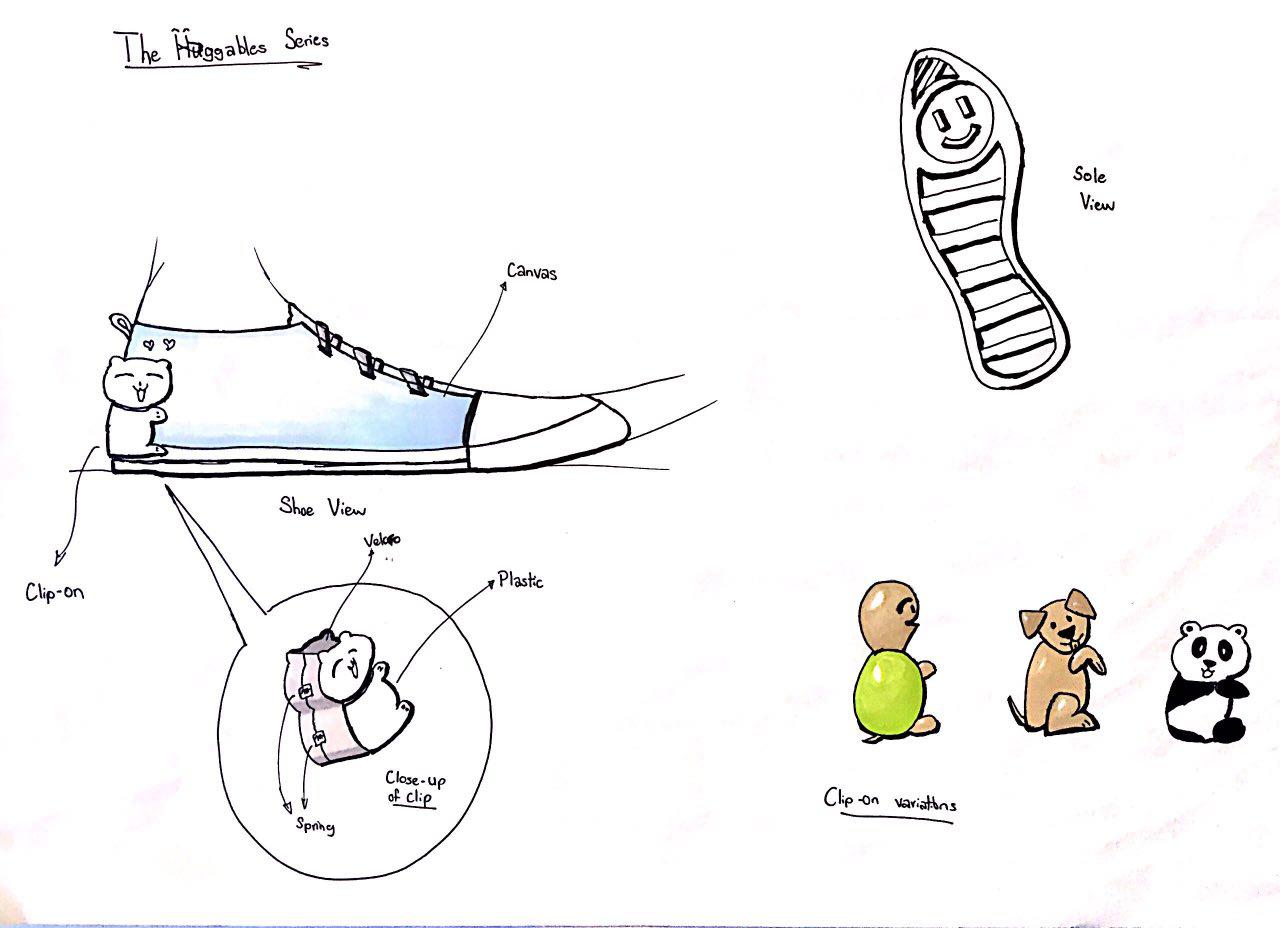 The Huggables Series
Sole
View
Canvas
Shoe View
Clip-on
Velcro
Plastic
Close-up
of clip
Spring
Clip-on variations